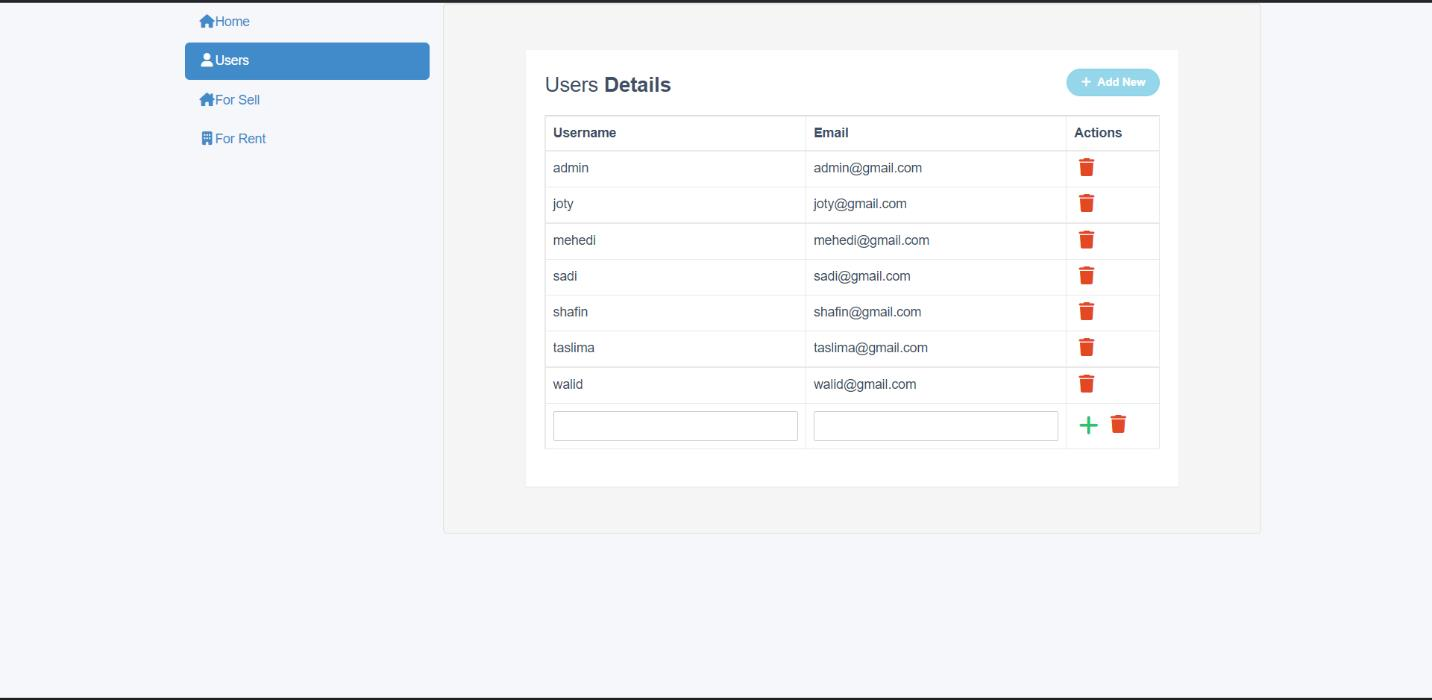 Home
Users
For Sell
For Rent
Users Details
Add New
Username Email Actions
admin admin@gmail.com
joty joty@gmail.com
mehedi mehedi@gmail.com
sadi sadi@gmail.com
shafin shafin@gmail.com
taslima taslima@gmail.com
walid walid@gmail.com